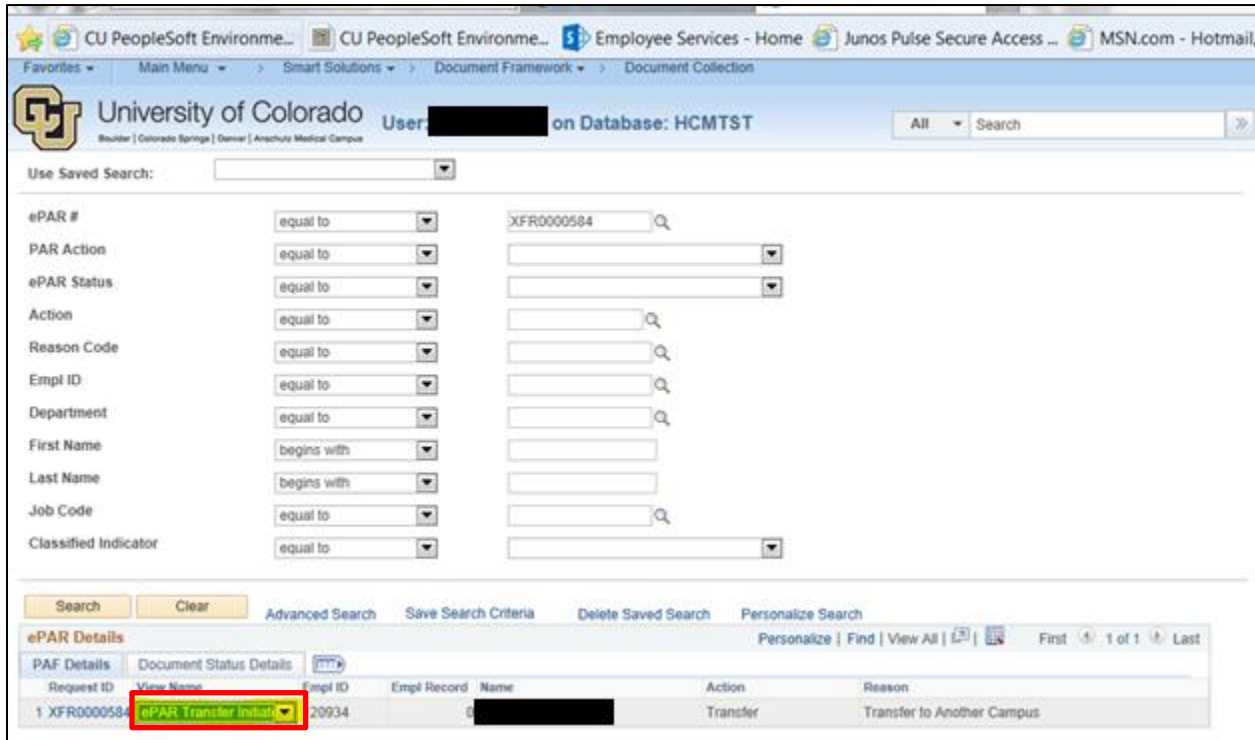 CU PeopleSoft Environme... CU PeopleSoft Environme... Employee Services - Home Junos Pulse Secure Access ... MSN.com - Hotmail,
Favorites Main Menu > Smart Solutions > Document Framework > Document Collection
University of Colorado User: on Database: HCMTST All Search
Boulder | Colorado Springs | Denver | Anschutz Medical Campus
Use Saved Search:
ePAR # equal to XFR0000584
PAR Action equal to
ePAR Status equal to
Action equal to
Reason Code equal to
Empl ID equal to
Department equal to
First Name begins with
Last Name begins with
Job Code equal to
Classified Indicator equal to
Search Clear Advanced Search Save Search Criteria Delete Saved Search Personalize Search
ePAR Details Personalize | Find | View All | First 1 of 1 Last
PAF Details Document Status Details
Request ID View Name Empl ID Empl Record Name Action Reason
1 XFR0000584 ePAR Transfer Initiat 20934 0 Transfer Transfer to Another Campus